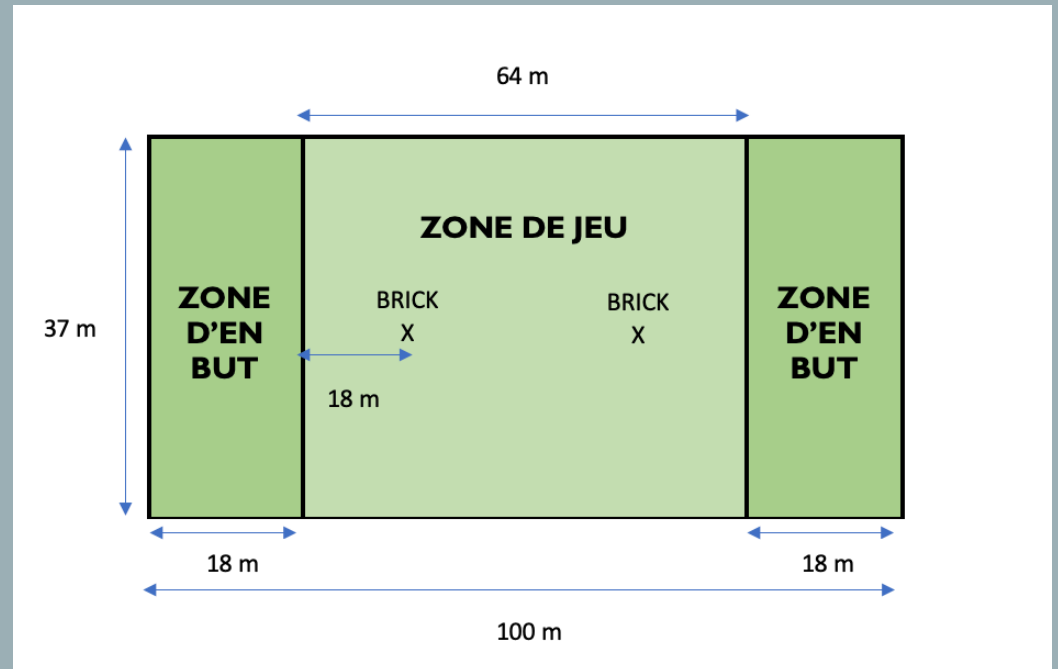 64 m
ZONE DE JEU
ZONE
D’EN
BUT
BRICK
X
BRICK
X
ZONE
D’EN
BUT
37 m
18 m
18 m
18 m
100 m